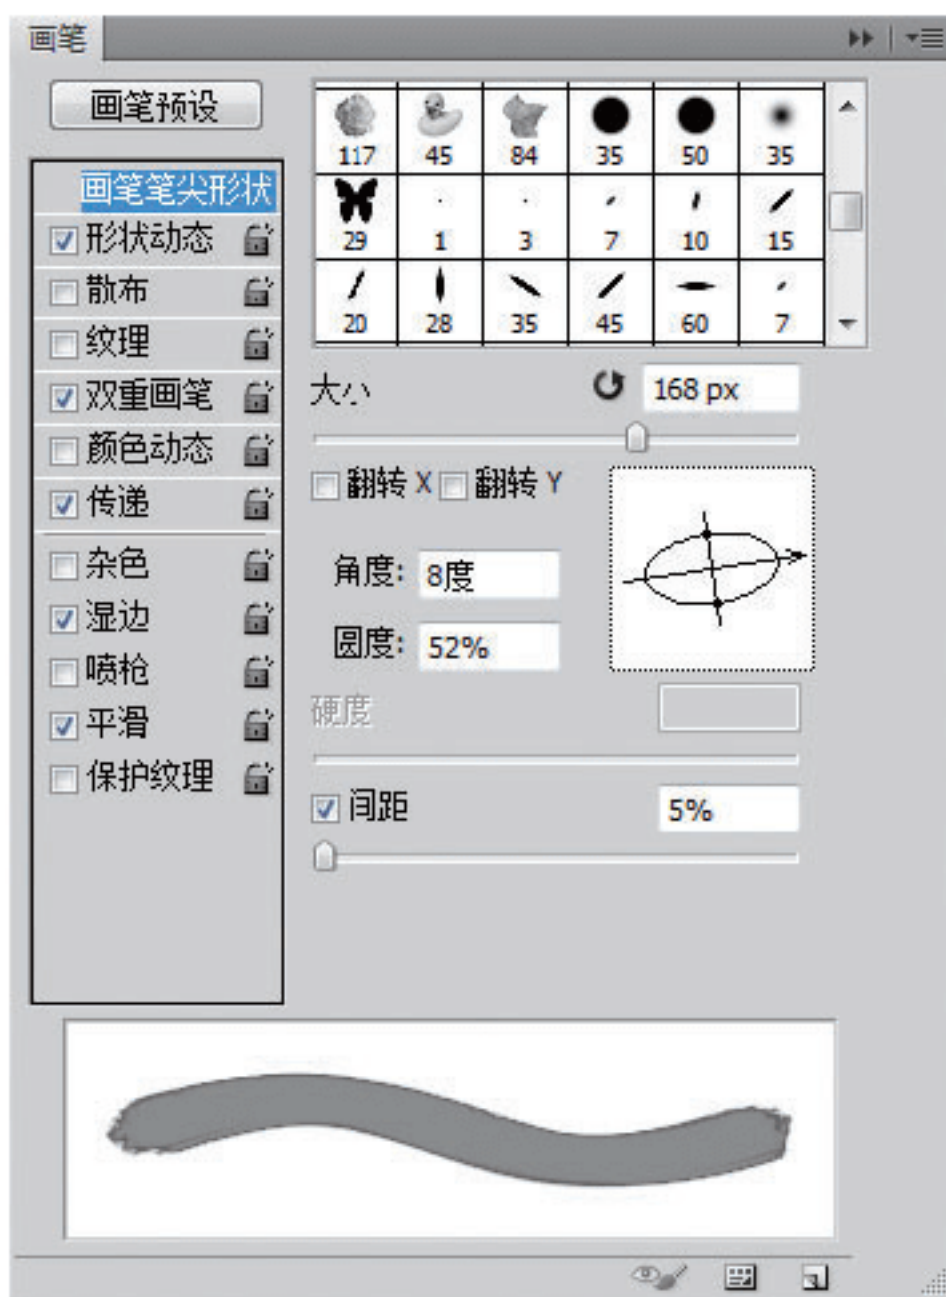 画笔
画笔预设
117 45 84 35 50 35
29 1 3 7 10 15
20 28 35 45 60 7
画笔笔尖形状
形状动态
散布
纹理
双重画笔
颜色动态
传递
杂色
湿边
喷枪
平滑
保护纹理
大小 168 px
翻转 X 翻转 Y
角度: 8度
圆度: 52%
硬度
间距 5%